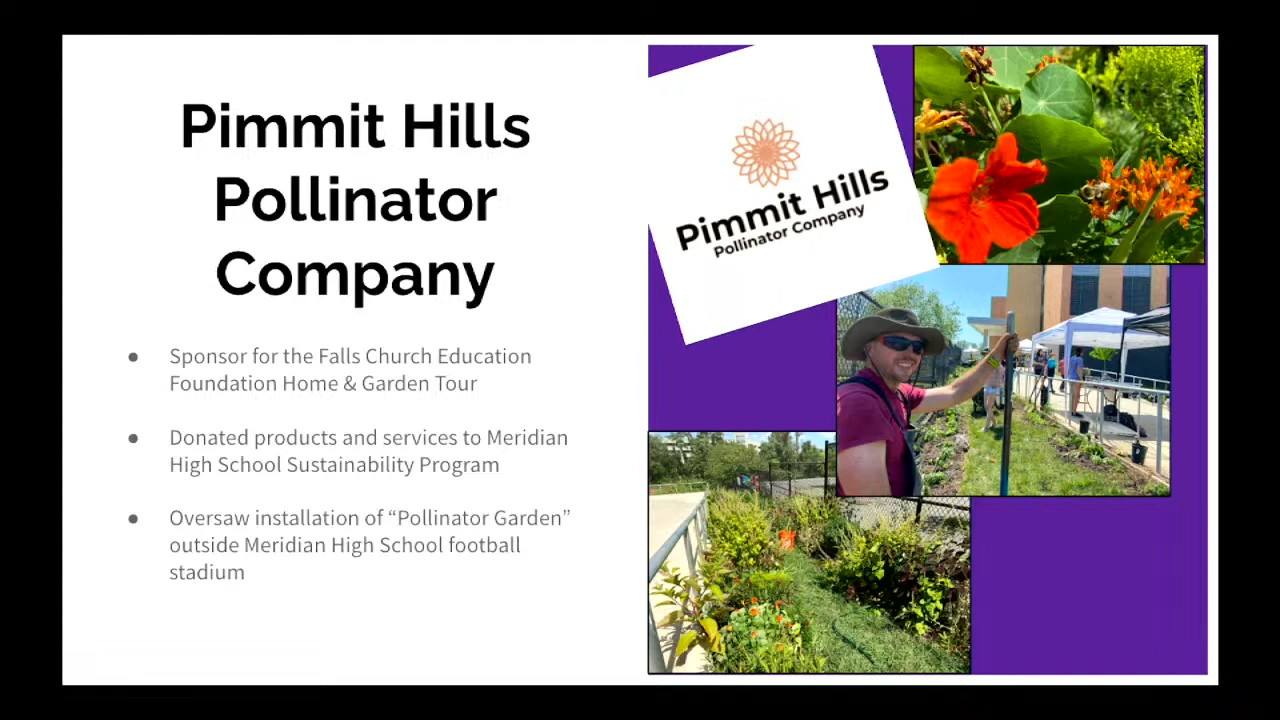 Pimmit Hills
Pollinator
Company
● Sponsor for the Falls Church Education
Foundation Home & Garden Tour
● Donated products and services to Meridian
High School Sustainability Program
● Oversaw installation of “Pollinator Garden”
outside Meridian High School football
stadium
Pimmit Hills
Pollinator Company